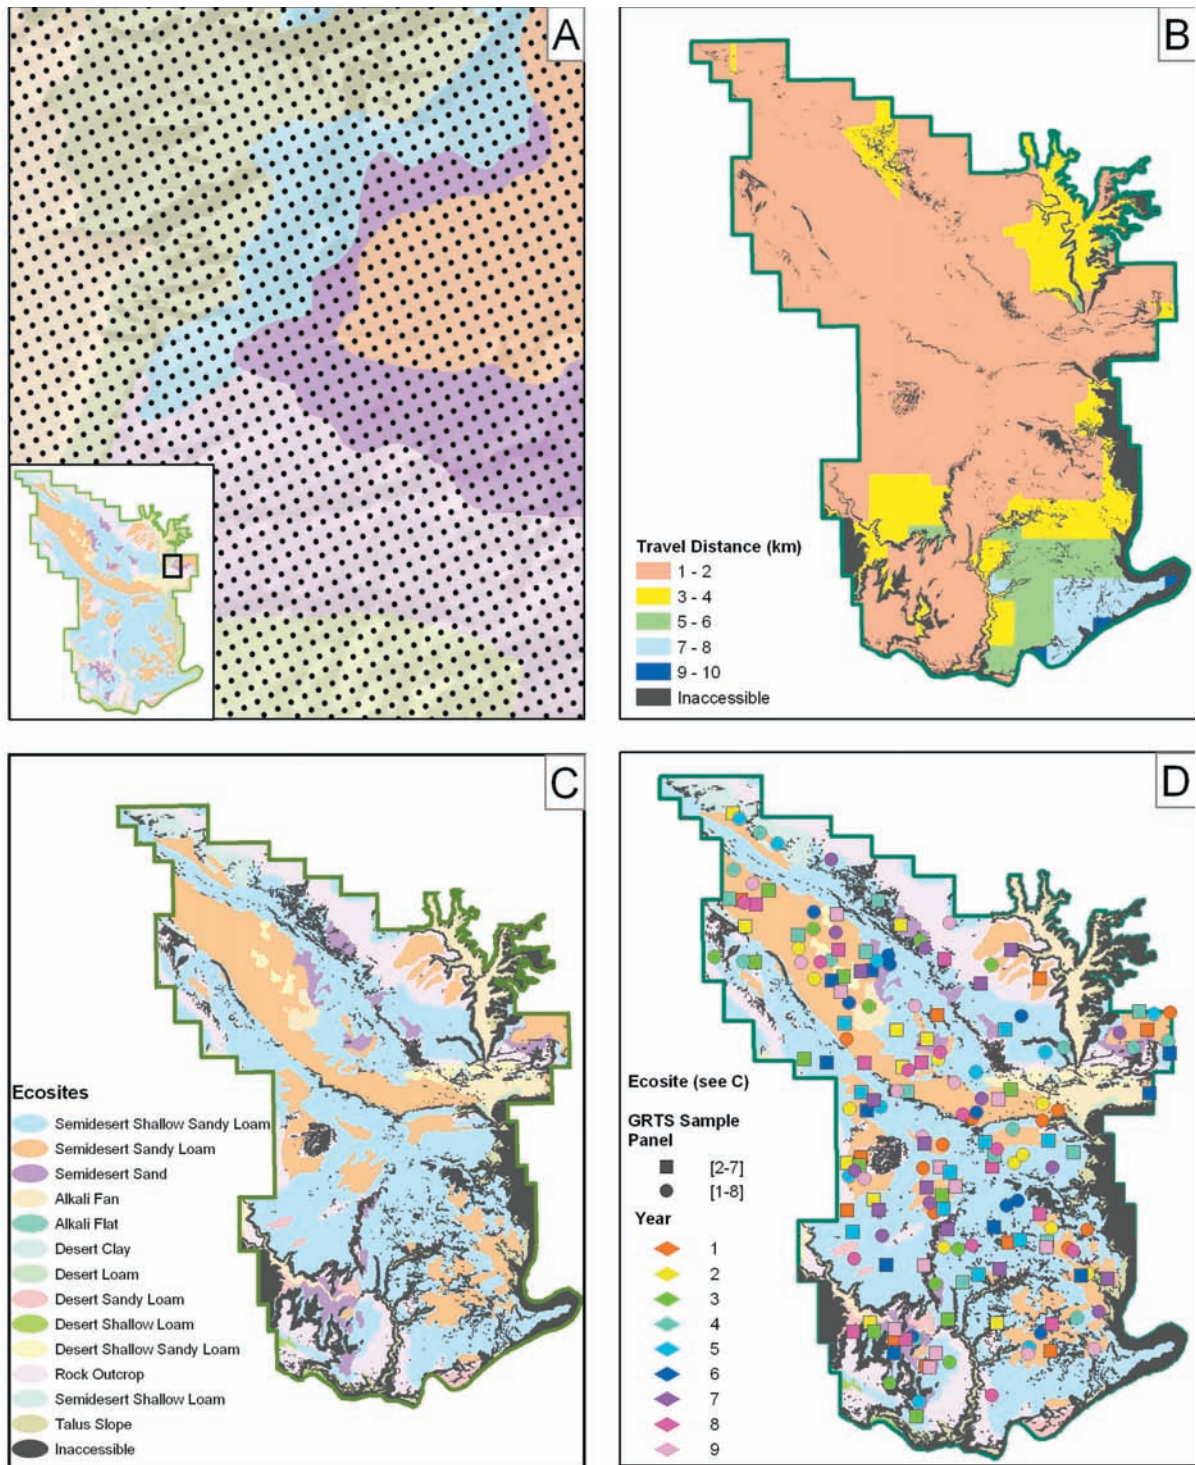 A
B
Travel Distance (km)
1 - 2
3 - 4
5 - 6
7 - 8
9 - 10
Inaccessible
C
Ecosites
Semidesert Shallow Sandy Loam
Semidesert Sandy Loam
Semidesert Sand
Alkali Fan
Alkali Flat
Desert Clay
Desert Loam
Desert Sandy Loam
Desert Shallow Loam
Desert Shallow Sandy Loam
Rock Outcrop
Semidesert Shallow Loam
Talus Slope
Inaccessible
D
Ecosite (see C)
GRTS Sample
Panel
[2-7]
[1-8]
Year
1
2
3
4
5
6
7
8
9